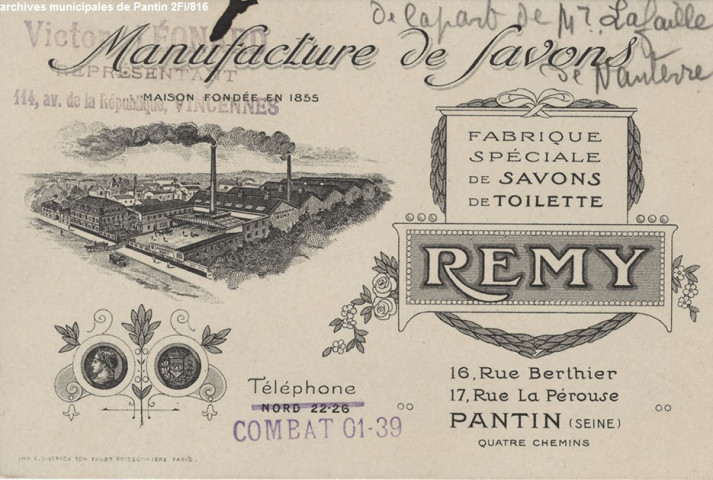 archives municipales de Pantin 2Fi/816
De la part de Mr. Lafaille
de Nanterre
Victor LÉONARD
REPRÉSENTANT
114, av. de la République, VINCENNES
Manufacture de Savons
MAISON FONDÉE EN 1855
FABRIQUE
SPÉCIALE
DE SAVONS
DE TOILETTE
REMY
16, Rue Berthier
17, Rue La Pérouse
PANTIN (SEINE)
QUATRE CHEMINS
Téléphone
NORD 22-26
COMBAT 01-39
PARIS.